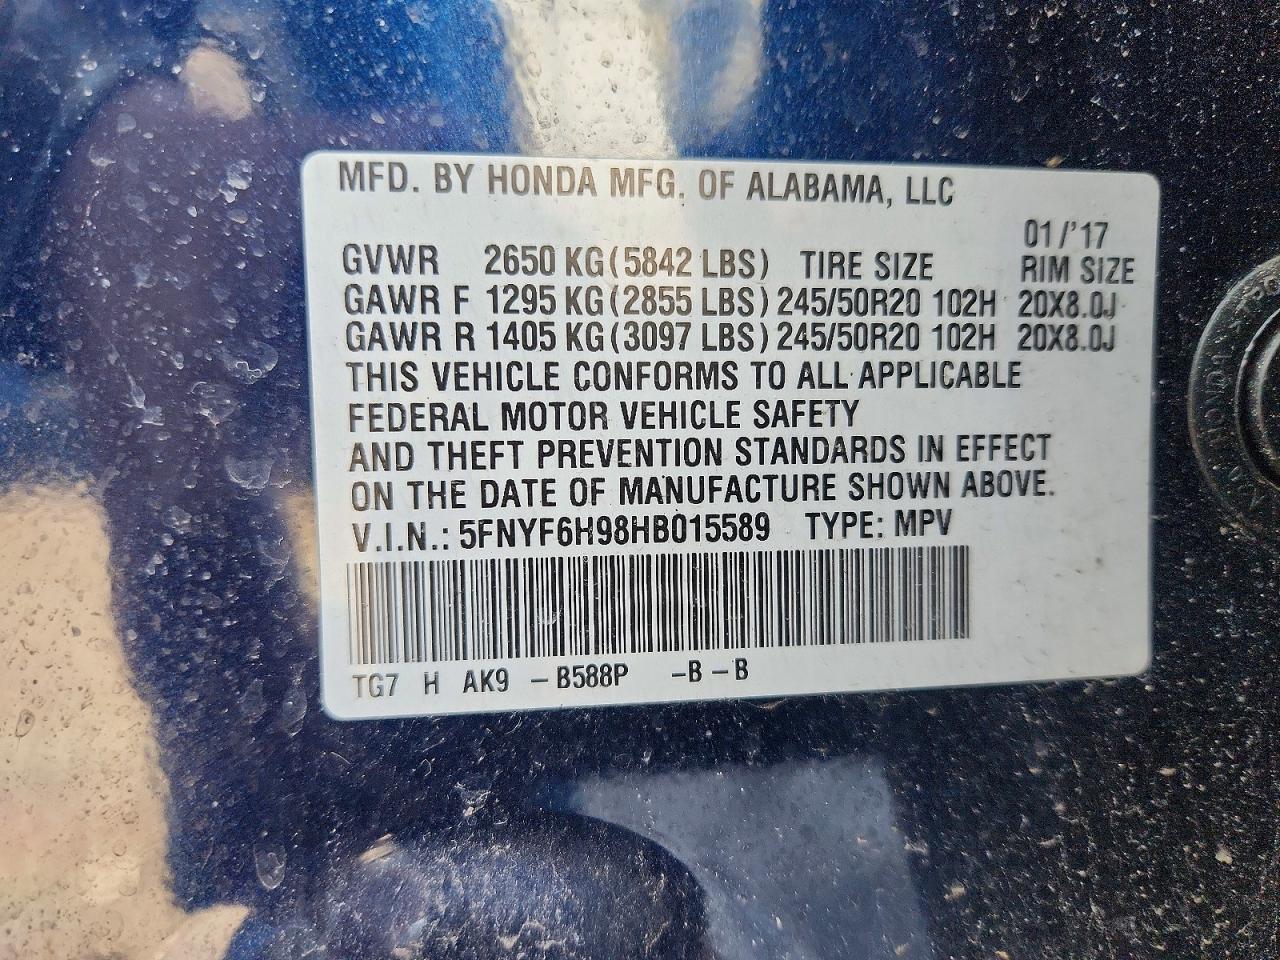 MFD. BY HONDA MFG. OF ALABAMA, LLC
01/'17
GVWR 2650 KG(5842 LBS) TIRE SIZE RIM SIZE
GAWR F 1295 KG(2855 LBS) 245/50R20 102H 20X8.0J
GAWR R 1405 KG(3097 LBS) 245/50R20 102H 20X8.0J
THIS VEHICLE CONFORMS TO ALL APPLICABLE
FEDERAL MOTOR VEHICLE SAFETY
AND THEFT PREVENTION STANDARDS IN EFFECT
ON THE DATE OF MANUFACTURE SHOWN ABOVE.
V.I.N.: 5FNYF6H98HB015589 TYPE: MPV
TG7 H AK9 -B588P -B-B